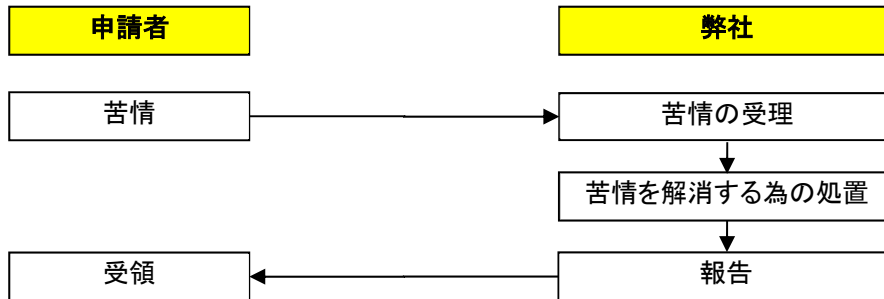 申請者
弊社
苦情
苦情の受理
苦情を解消する為の処置
受領
報告